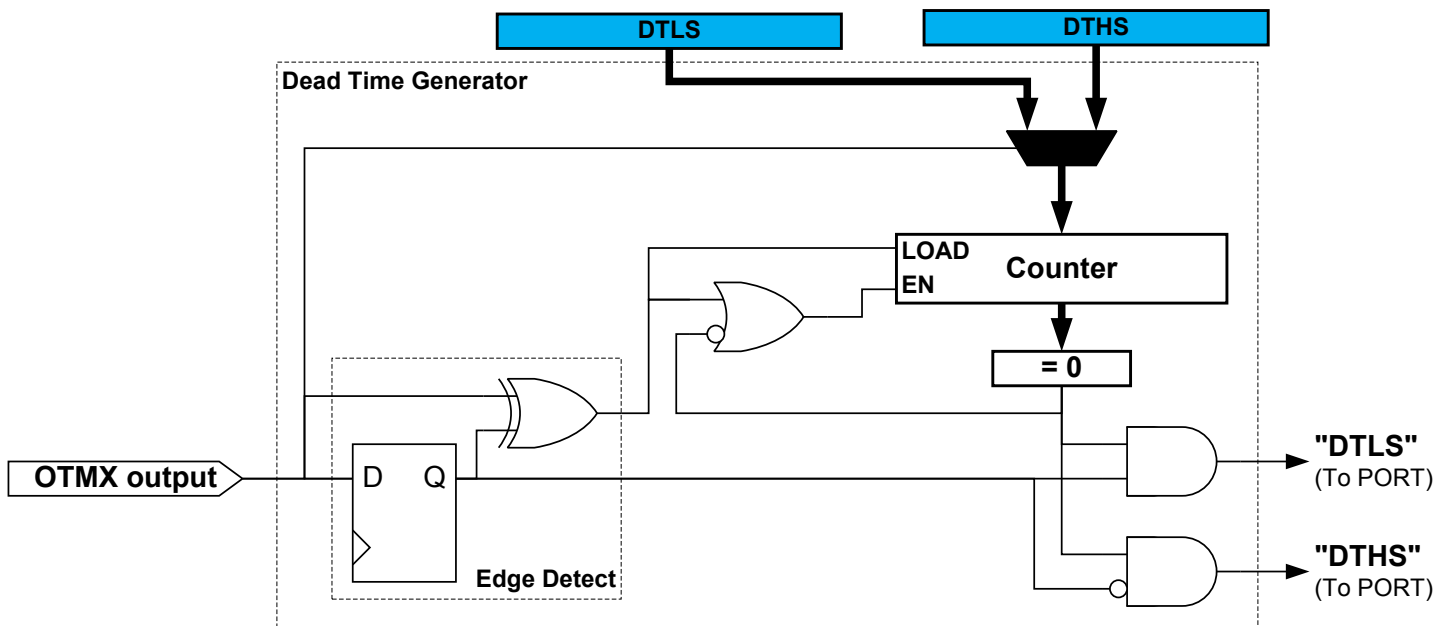 DTLS
DTHS
Dead Time Generator
LOAD
Counter
EN
= 0
"DTLS"
(To PORT)
OTMX output
D
Q
"DTHS"
(To PORT)
Edge Detect